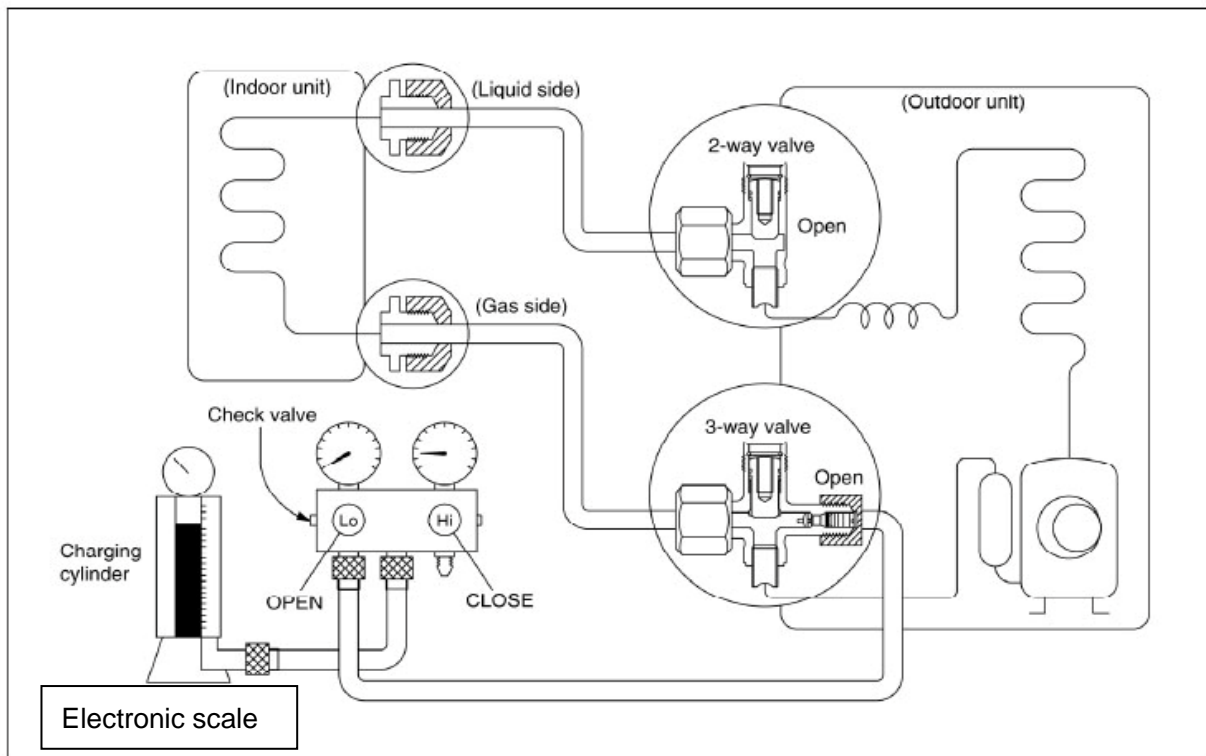 (Indoor unit)
(Liquid side)
(Outdoor unit)
2-way valve
Open
(Gas side)
3-way valve
Open
Check valve
Lo
Hi
Charging
cylinder
OPEN
CLOSE
Electronic scale